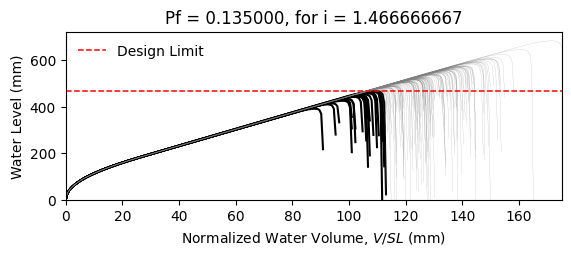 Pf = 0.135000, for i = 1.466666667
Design Limit
Water Level (mm)
600
400
200
0
0 20 40 60 80 100 120 140 160
Normalized Water Volume, V/SL (mm)